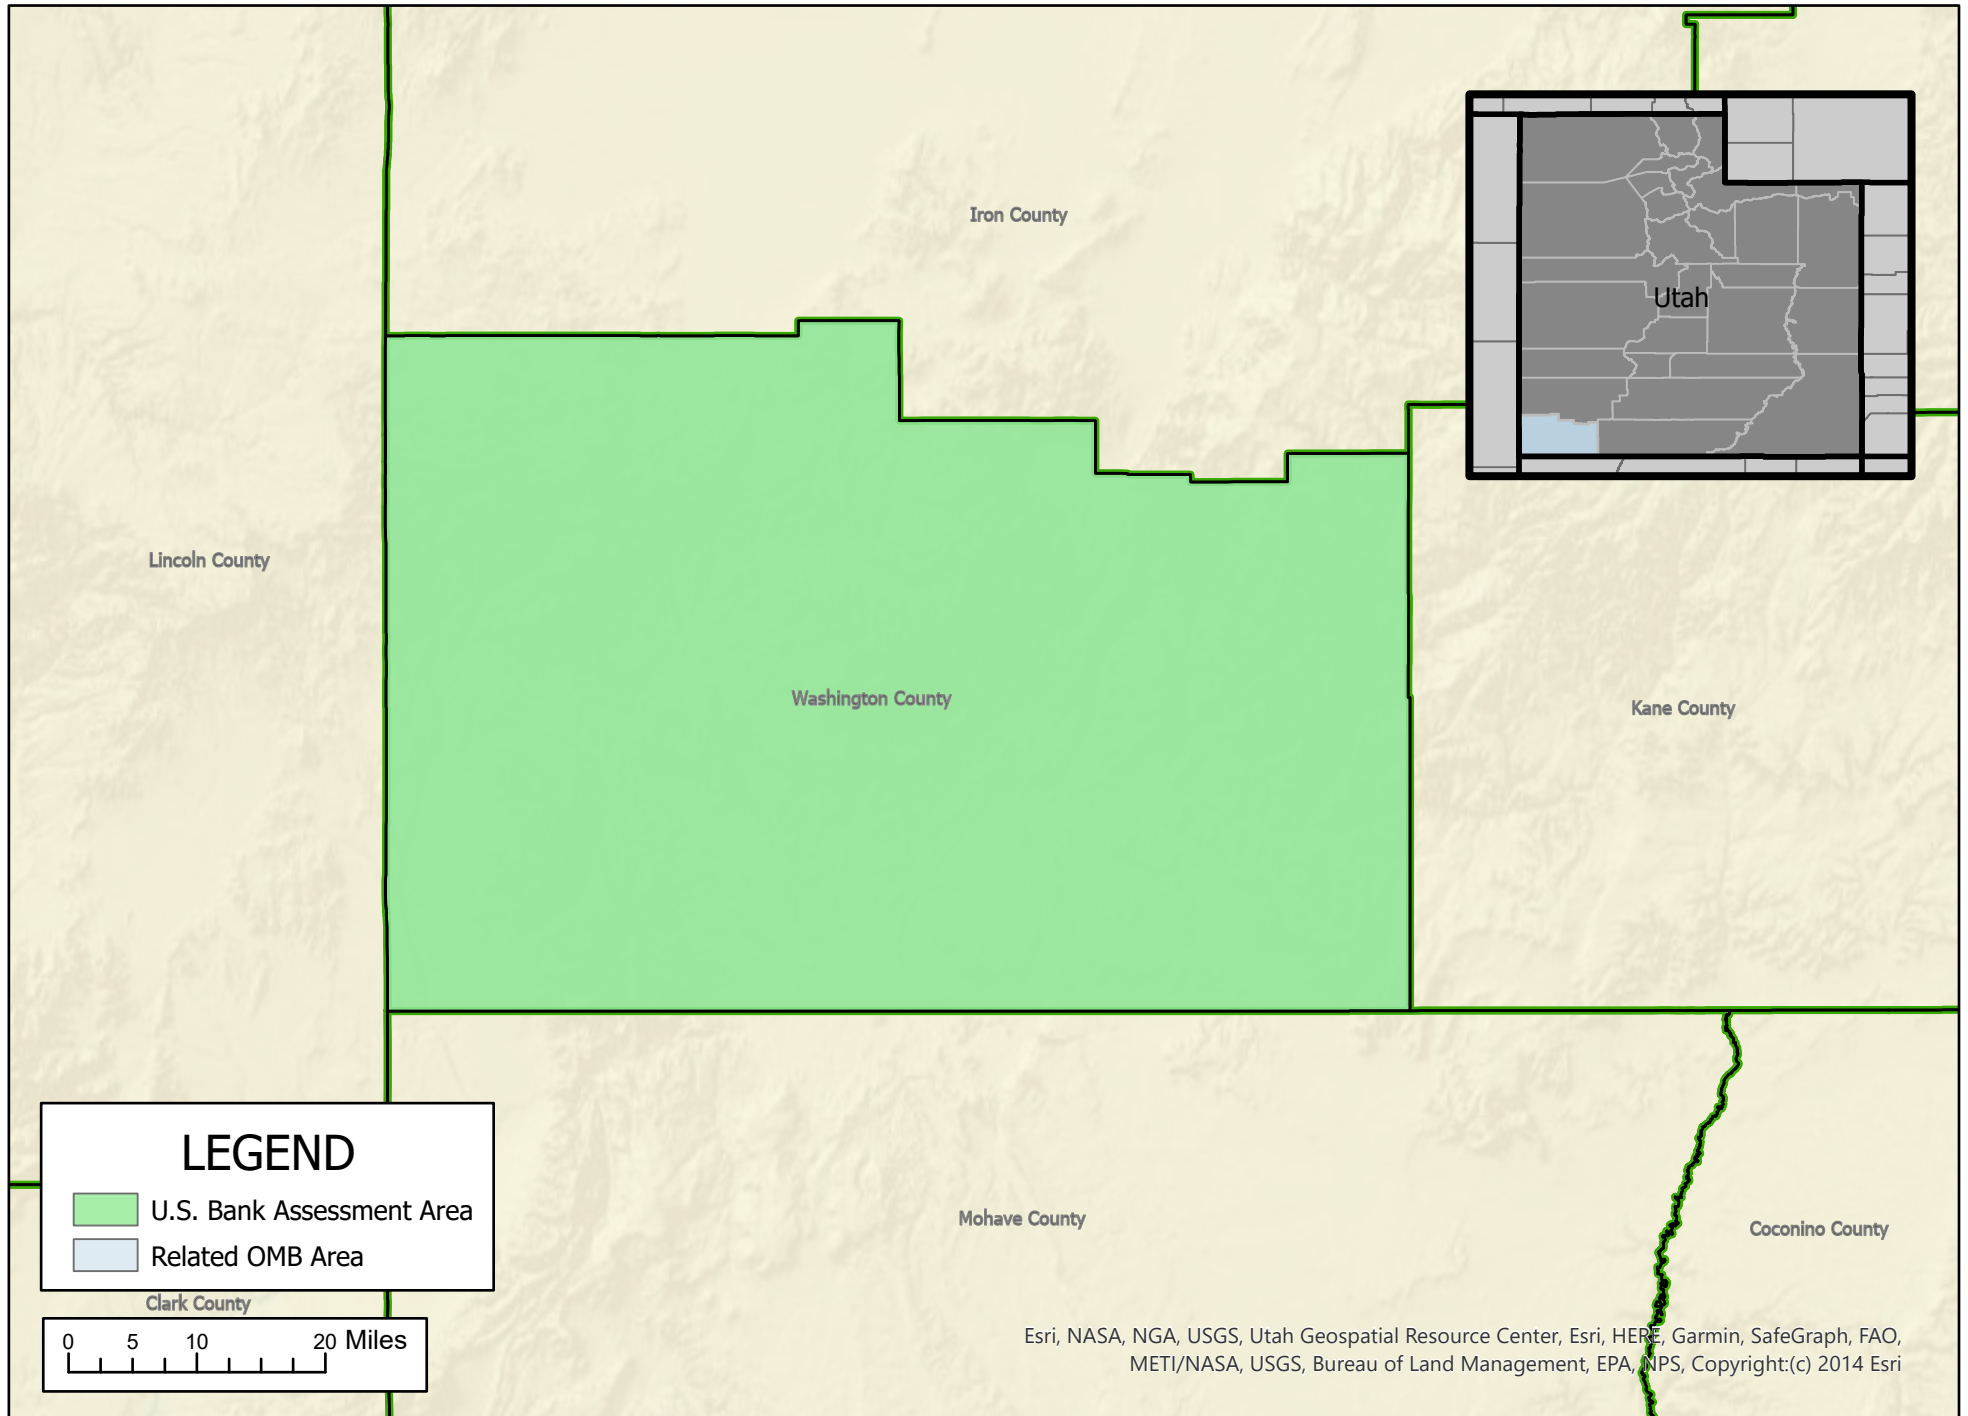 Iron County
Utah
Lincoln County
Washington County
Kane County
LEGEND
U.S. Bank Assessment Area
Related OMB Area
Mohave County
Coconino County
Clark County
0 5 10 20 Miles
Esri, NASA, NGA, USGS, Utah Geospatial Resource Center, Esri, HERE, Garmin, SafeGraph, FAO,
METI/NASA, USGS, Bureau of Land Management, EPA, NPS, Copyright:(c) 2014 Esri